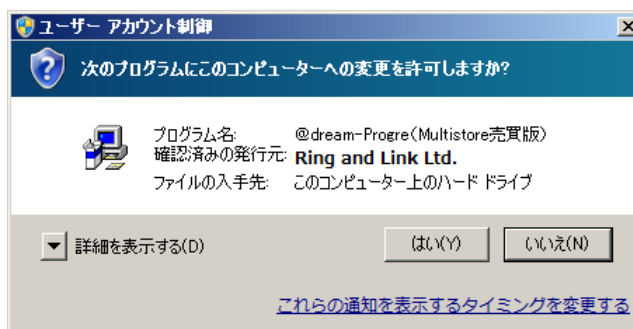 ユーザー アカウント制御
次のプログラムにこのコンピューターへの変更を許可しますか?
プログラム名: @dream-Progre(Multistore売買版)
確認済みの発行元: Ring and Link Ltd.
ファイルの入手先: このコンピューター上のハード ドライブ
詳細を表示する(D) はい(Y) いいえ(N)
これらの通知を表示するタイミングを変更する